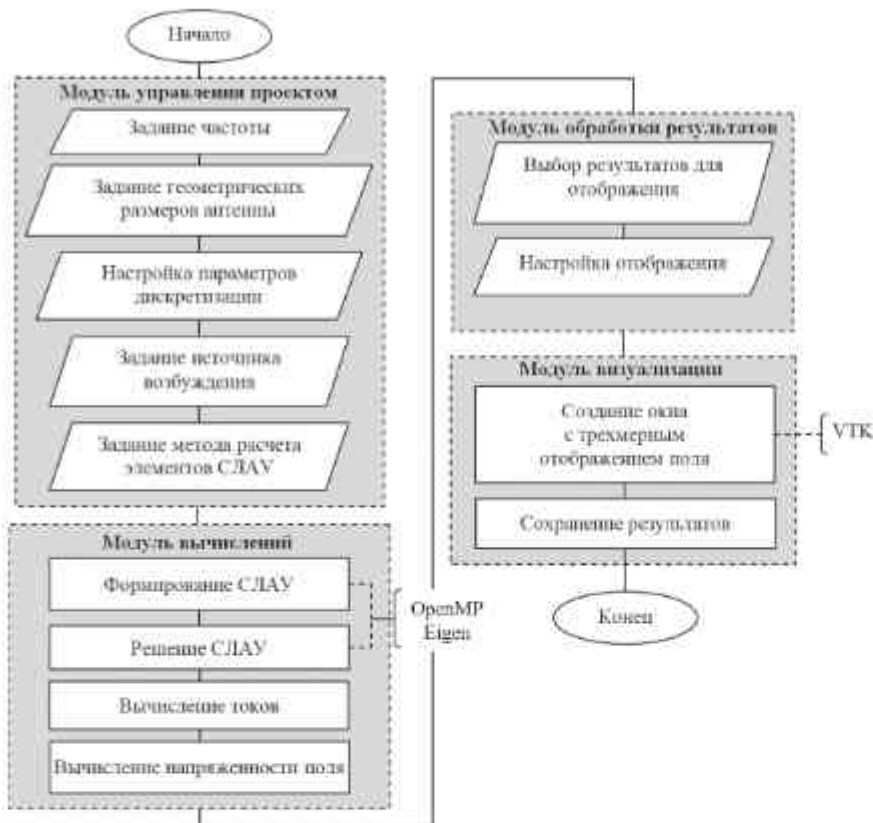 Начало
Модуль управления проектом
Задание частоты
Задание геометрических
размеров антенны
Настройка параметров
дискретизации
Задание источника
возбуждения
Задание метода расчета
элементов СЛАУ
Модуль вычислений
Формирование СЛАУ
Решение СЛАУ
OpenMP
Eigen
Вычисление токов
Вычисление напряженности поля
Модуль обработки результатов
Выбор результатов для
отображения
Настройка отображения
Модуль визуализации
Создание окна
с трехмерным
отображением поля
VTK
Сохранение результатов
Конец